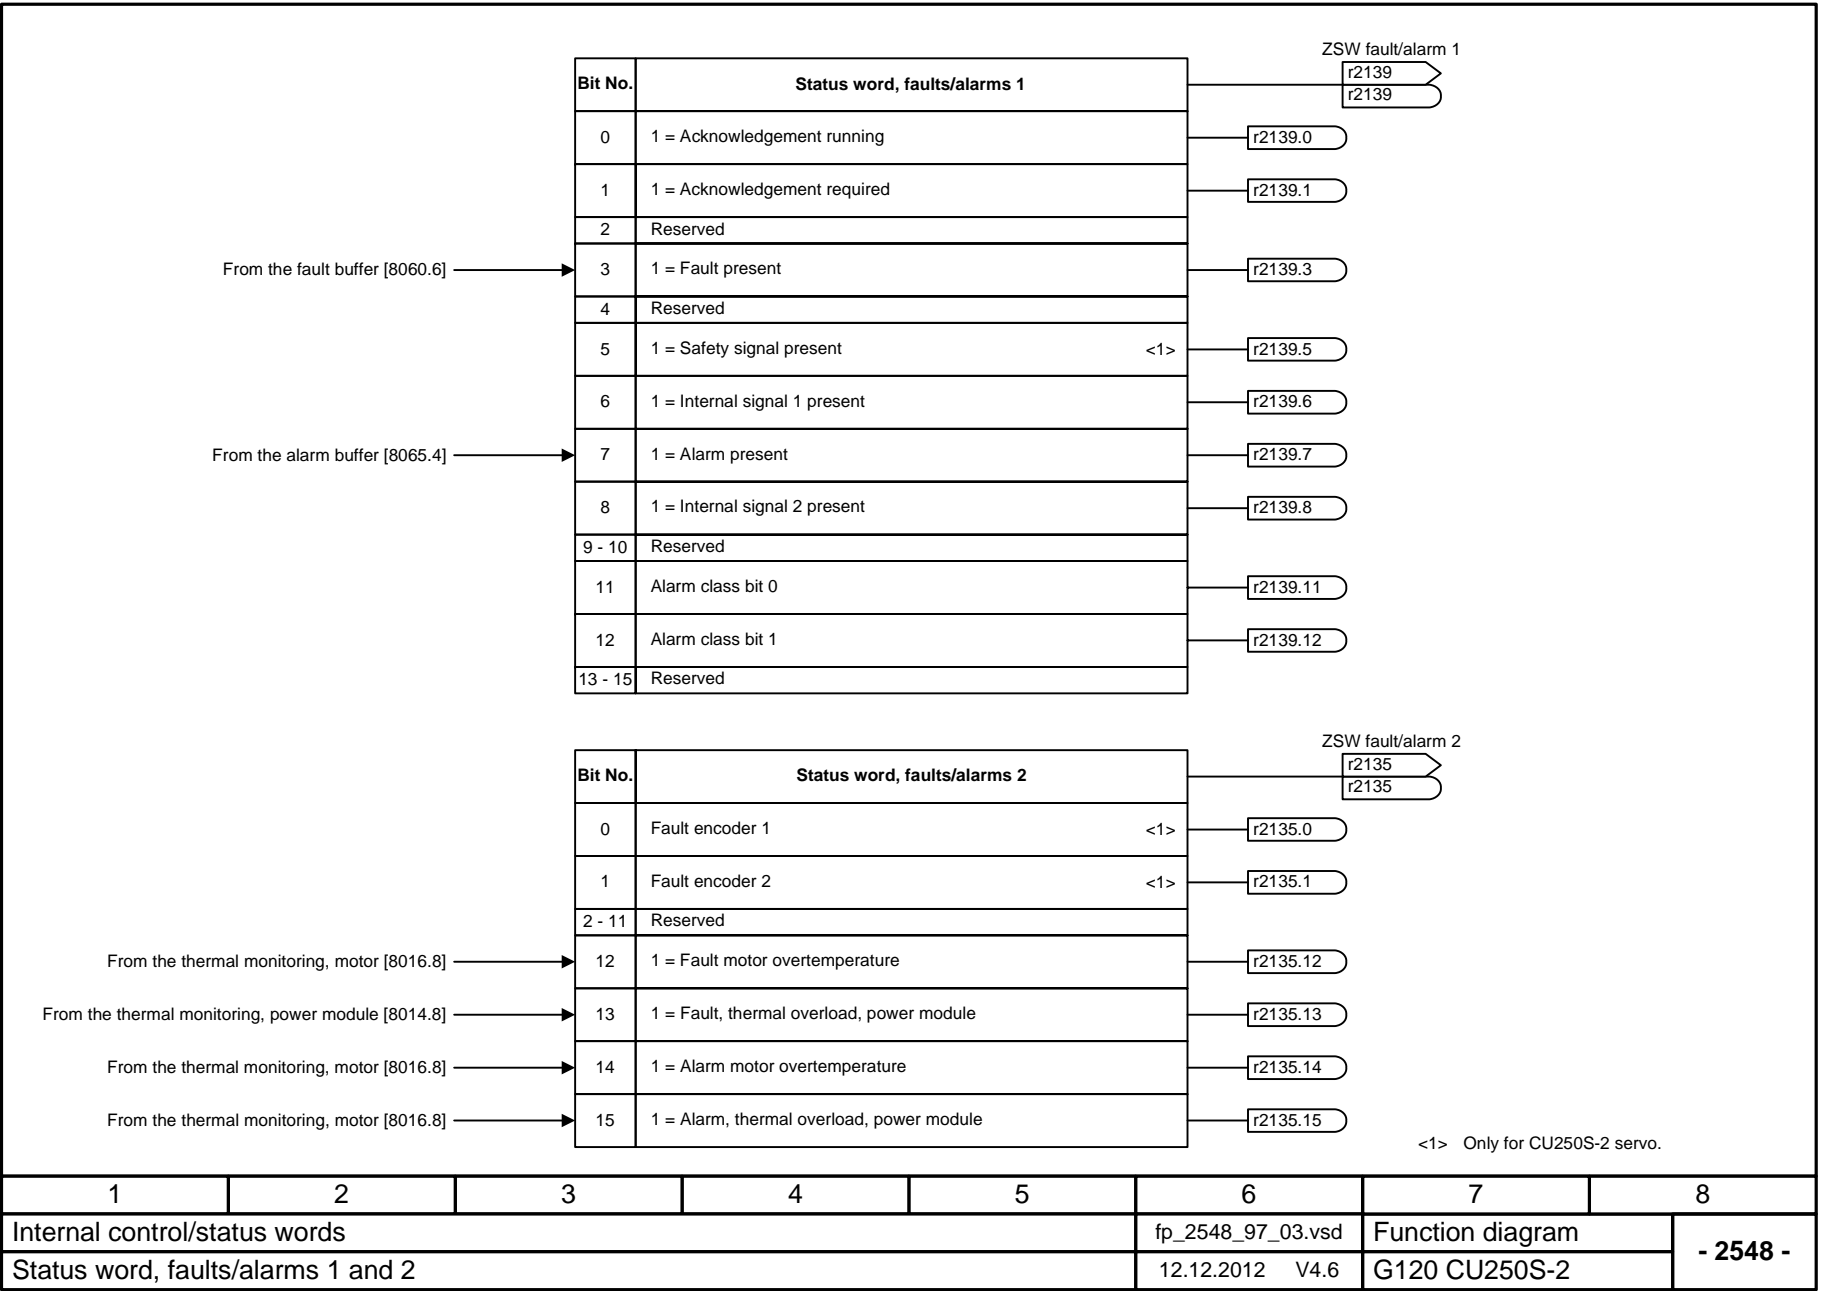 ZSW fault/alarm 1
Bit No. Status word, faults/alarms 1 r2139
r2139
0 1 = Acknowledgement running r2139.0
1 1 = Acknowledgement required r2139.1
2 Reserved
From the fault buffer [8060.6] 3 1 = Fault present r2139.3
4 Reserved
5 1 = Safety signal present <1> r2139.5
6 1 = Internal signal 1 present r2139.6
From the alarm buffer [8065.4] 7 1 = Alarm present r2139.7
8 1 = Internal signal 2 present r2139.8
9 - 10 Reserved
11 Alarm class bit 0 r2139.11
12 Alarm class bit 1 r2139.12
13 - 15 Reserved
ZSW fault/alarm 2
Bit No. Status word, faults/alarms 2 r2135
r2135
0 Fault encoder 1 <1> r2135.0
1 Fault encoder 2 <1> r2135.1
2 - 11 Reserved
From the thermal monitoring, motor [8016.8] 12 1 = Fault motor overtemperature r2135.12
From the thermal monitoring, power module [8014.8] 13 1 = Fault, thermal overload, power module r2135.13
From the thermal monitoring, motor [8016.8] 14 1 = Alarm motor overtemperature r2135.14
From the thermal monitoring, motor [8016.8] 15 1 = Alarm, thermal overload, power module r2135.15
<1> Only for CU250S-2 servo.
1 2 3 4 5 6 7 8
Internal control/status words fp_2548_97_03.vsd Function diagram - 2548 -
Status word, faults/alarms 1 and 2 12.12.2012 V4.6 G120 CU250S-2